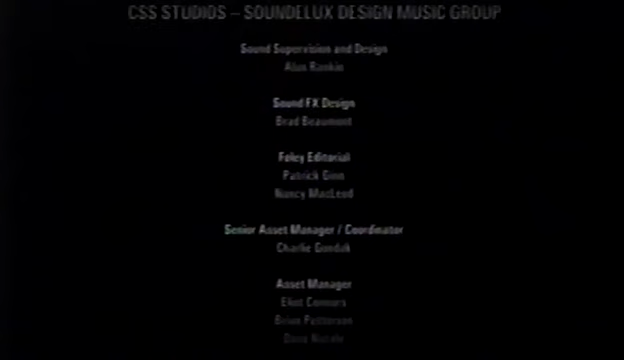 CSS STUDIOS – SOUNDELUX DESIGN MUSIC GROUP
Sound Supervision and Design
Alan Rankin
Sound FX Design
Brad Beaumont
Foley Editorial
Patrick Ginn
Nancy MacLeod
Senior Asset Manager / Coordinator
Charlie
Asset Manager
Eliot Connors
Brian Patterson